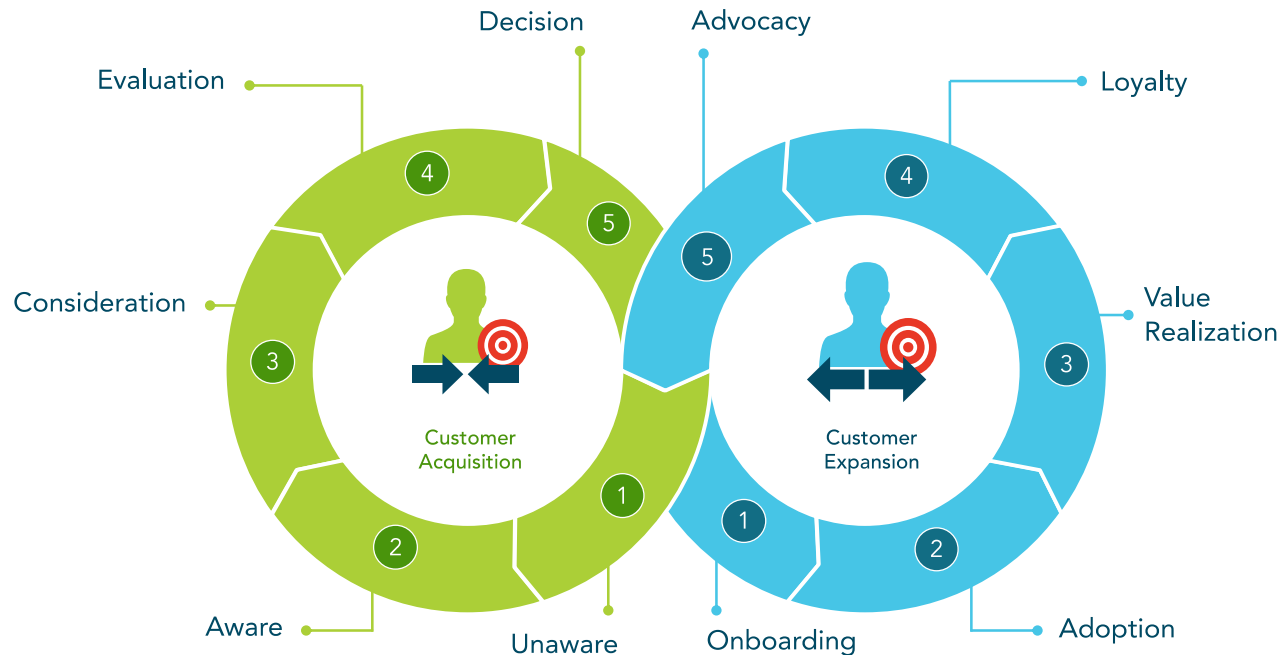 Decision
Advocacy
Evaluation
Loyalty
4
4
5
5
Consideration
Value
Realization
3
3
Customer
Acquisition
Customer
Expansion
1
1
2
2
Aware
Unaware
Onboarding
Adoption